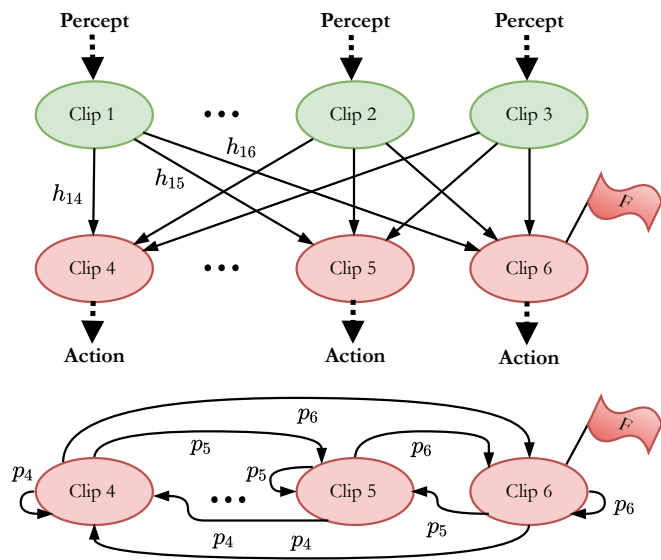 Percept Percept Percept
Clip 1 ••• Clip 2 Clip 3
h₁₆
h₁₄ h₁₅
F
Clip 4 ••• Clip 5 Clip 6
Action Action Action
p₆
F
p₅ p₆
p₄ Clip 4 ••• p₅ Clip 5 Clip 6 p₆
p₄ p₄ p₅